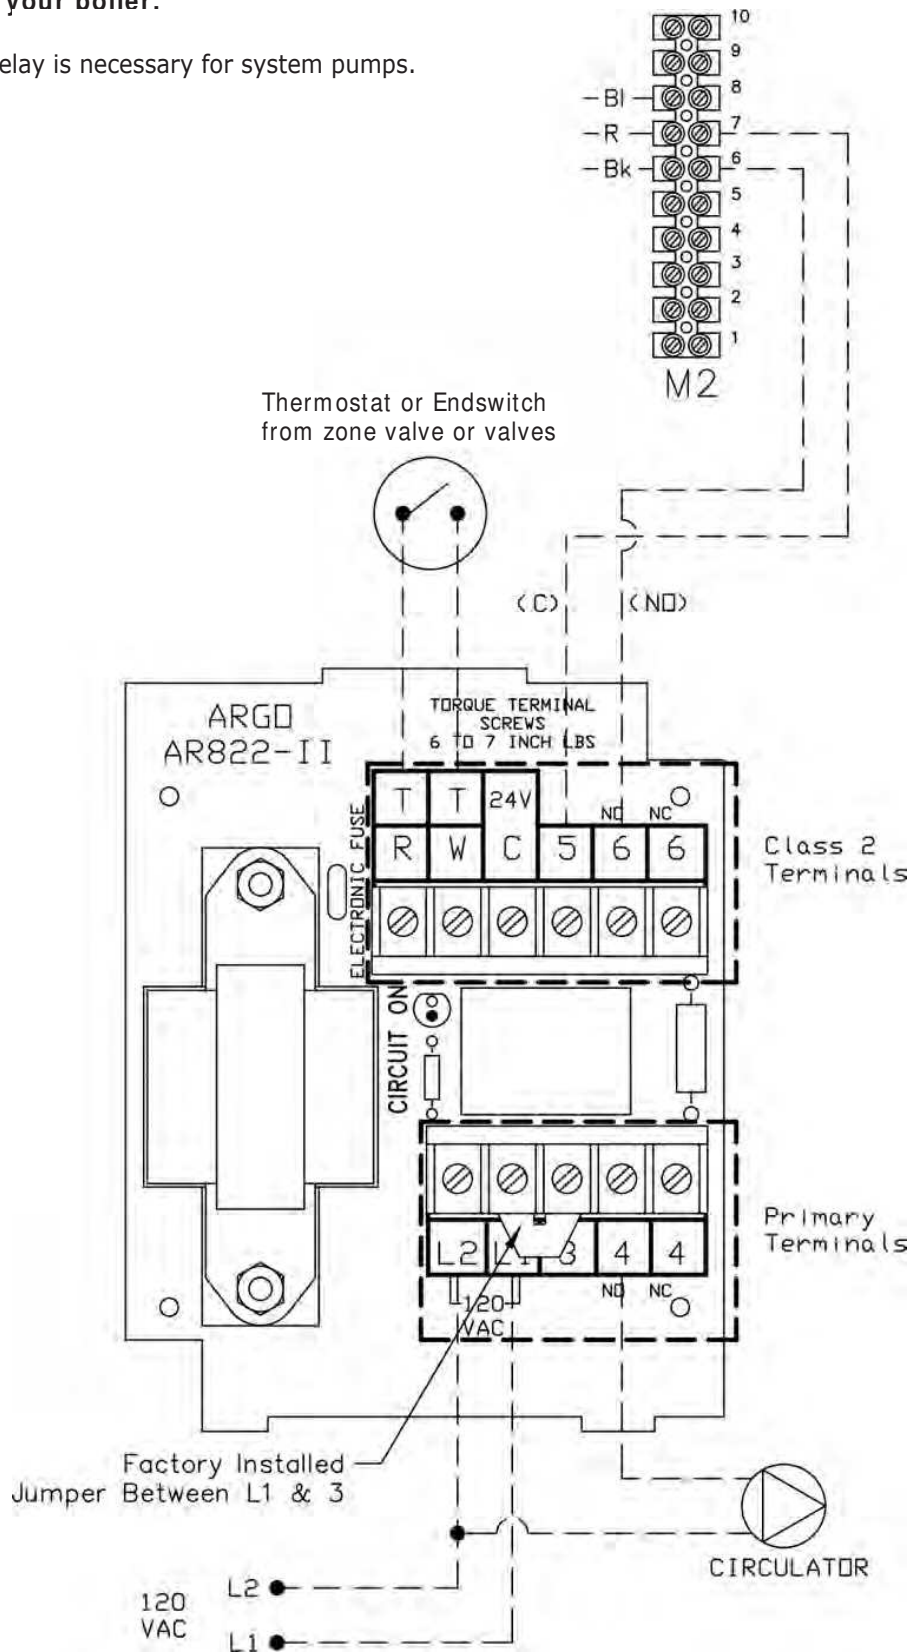 your boiler.
elay is necessary for system pumps.
10
9
Bl 8
R 7
Bk 6
5
4
3
2
1
M2
Thermostat or Endswitch
from zone valve or valves
(C) (NO)
ARGO
AR822-II
TORQUE TERMINAL
SCREWS
6 TO 7 INCH LBS
ELECTRONIC FUSE
T T 24V
NO NC
R W C 5 6 6
Class 2
Terminals
CIRCUIT ON
L2 L1 3 4 4
NO NC
120
VAC
Primary
Terminals
Factory Installed
Jumper Between L1 & 3
CIRCULATOR
120
VAC
L2
L1